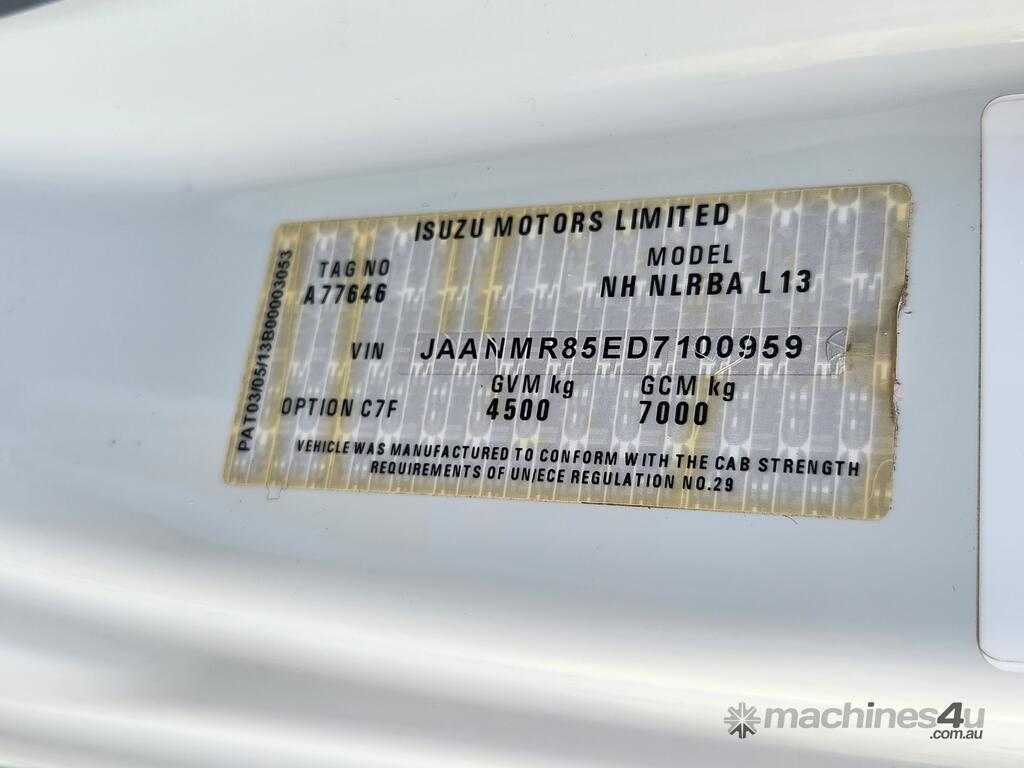 ISUZU MOTORS LIMITED
TAG NO
A77646
MODEL
NH NLRBA L13
VIN JAANMR85ED7100959
GVM kg GCM kg
OPTION C7F 4500 7000
VEHICLE WAS MANUFACTURED TO CONFORM WITH THE CAB STRENGTH
REQUIREMENTS OF UN/ECE REGULATION NO.29
PAT03/05/13B00003053
machines4u
.com.au